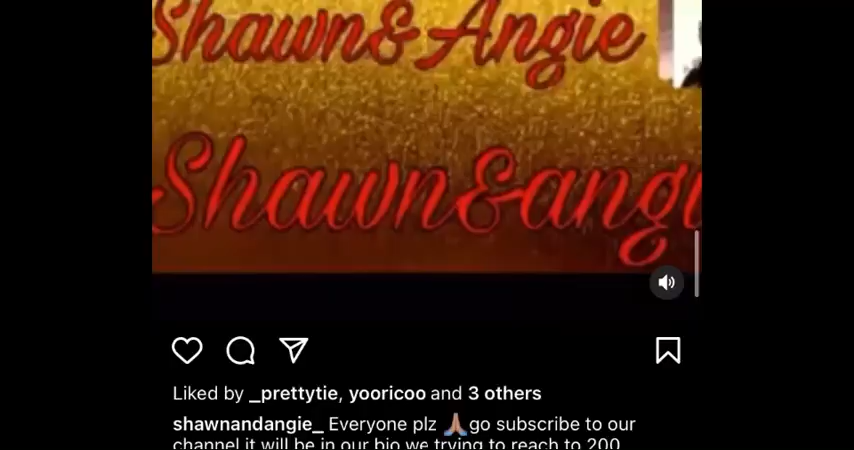 Shawn&Angie
Shawn&angi
Liked by _prettytie, yooricoo and 3 others
shawnandangie_ Everyone plz 🙏🏽go subscribe to our
channel it will be in our bio we trying to reach to 200